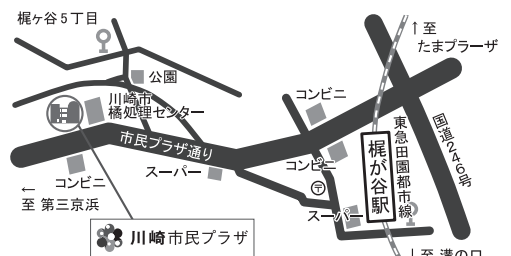 梶ヶ谷5丁目
↑至
たまプラーザ
公園
コンビニ
川崎市
橘処理センター
国道246号
市民プラザ通り
東急田園都市線
梶が谷駅
コンビニ
スーパー
コンビニ
〒
スーパー
←
至 第三京浜
川崎市民プラザ
↓至 溝の口